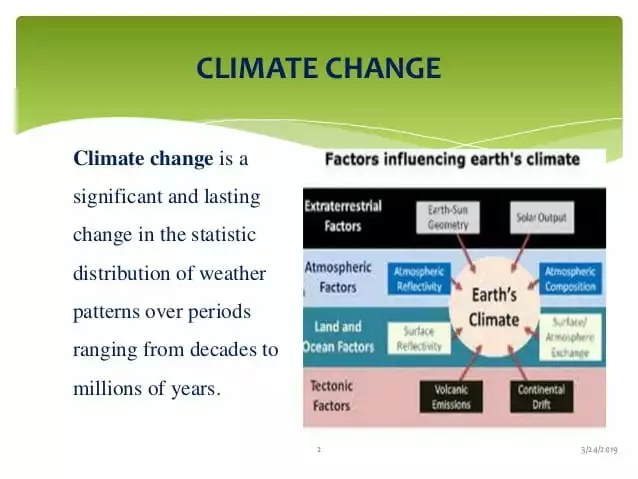 CLIMATE CHANGE
Climate change is a
significant and lasting
change in the statistic
distribution of weather
patterns over periods
ranging from decades to
millions of years.
Factors influencing earth's climate
Extraterrestrial
Factors
Earth-Sun
Geometry
Solar Output
Atmospheric
Factors
Atmospheric
Reflectivity
Atmospheric
Composition
Earth's
Climate
Land and
Ocean Factors
Surface
Reflectivity
Surface/
Atmosphere
Exchange
Tectonic
Factors
Volcanic
Emissions
Continental
Drift
2
3/24/2019